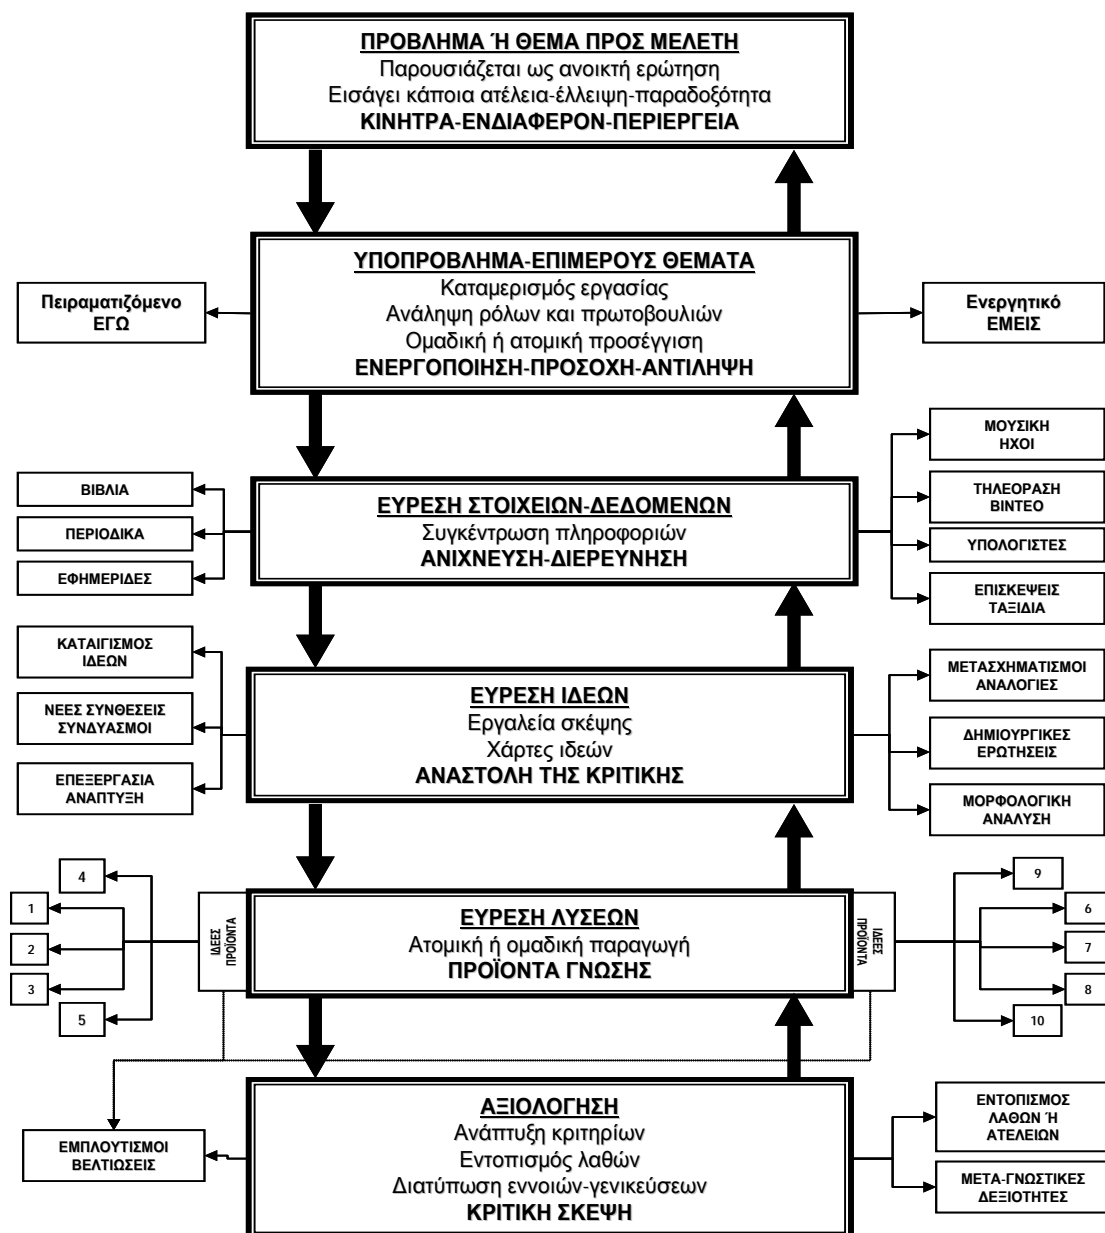 ΠΡΟΒΛΗΜΑ Ή ΘΕΜΑ ΠΡΟΣ ΜΕΛΕΤΗ
Παρουσιάζεται ως ανοικτή ερώτηση
Εισάγει κάποια ατέλεια-έλλειψη-παραδοξότητα
ΚΙΝΗΤΡΑ-ΕΝΔΙΑΦΕΡΟΝ-ΠΕΡΙΕΡΓΕΙΑ
ΥΠΟΠΡΟΒΛΗΜΑ-ΕΠΙΜΕΡΟΥΣ ΘΕΜΑΤΑ
Καταμερισμός εργασίας
Ανάληψη ρόλων και πρωτοβουλιών
Ομαδική ή ατομική προσέγγιση
ΕΝΕΡΓΟΠΟΙΗΣΗ-ΠΡΟΣΟΧΗ-ΑΝΤΙΛΗΨΗ
Πειραματιζόμενο
ΕΓΩ
Ενεργητικό
ΕΜΕΙΣ
ΕΥΡΕΣΗ ΣΤΟΙΧΕΙΩΝ-ΔΕΔΟΜΕΝΩΝ
Συγκέντρωση πληροφοριών
ΑΝΙΧΝΕΥΣΗ-ΔΙΕΡΕΥΝΗΣΗ
ΒΙΒΛΙΑ
ΠΕΡΙΟΔΙΚΑ
ΕΦΗΜΕΡΙΔΕΣ
ΜΟΥΣΙΚΗ
ΗΧΟΙ
ΤΗΛΕΟΡΑΣΗ
ΒΙΝΤΕΟ
ΥΠΟΛΟΓΙΣΤΕΣ
ΕΠΙΣΚΕΨΕΙΣ
ΤΑΞΙΔΙΑ
ΕΥΡΕΣΗ ΙΔΕΩΝ
Εργαλεία σκέψης
Χάρτες ιδεών
ΑΝΑΣΤΟΛΗ ΤΗΣ ΚΡΙΤΙΚΗΣ
ΚΑΤΑΙΓΙΣΜΟΣ
ΙΔΕΩΝ
ΝΕΕΣ ΣΥΝΘΕΣΕΙΣ
ΣΥΝΔΥΑΣΜΟΙ
ΕΠΕΞΕΡΓΑΣΙΑ
ΑΝΑΠΤΥΞΗ
ΜΕΤΑΣΧΗΜΑΤΙΣΜΟΙ
ΑΝΑΛΟΓΙΕΣ
ΔΗΜΙΟΥΡΓΙΚΕΣ
ΕΡΩΤΗΣΕΙΣ
ΜΟΡΦΟΛΟΓΙΚΗ
ΑΝΑΛΥΣΗ
ΕΥΡΕΣΗ ΛΥΣΕΩΝ
Ατομική ή ομαδική παραγωγή
ΠΡΟΪΟΝΤΑ ΓΝΩΣΗΣ
ΙΔΕΕΣ
ΠΡΟΪΟΝΤΑ
4
1
2
3
5
ΙΔΕΕΣ
ΠΡΟΪΟΝΤΑ
9
6
7
8
10
ΑΞΙΟΛΟΓΗΣΗ
Ανάπτυξη κριτηρίων
Εντοπισμός λαθών
Διατύπωση εννοιών-γενικεύσεων
ΚΡΙΤΙΚΗ ΣΚΕΨΗ
ΕΜΠΛΟΥΤΙΣΜΟΙ
ΒΕΛΤΙΩΣΕΙΣ
ΕΝΤΟΠΙΣΜΟΣ
ΛΑΘΩΝ Ή
ΑΤΕΛΕΙΩΝ
ΜΕΤΑ-ΓΝΩΣΤΙΚΕΣ
ΔΕΞΙΟΤΗΤΕΣ